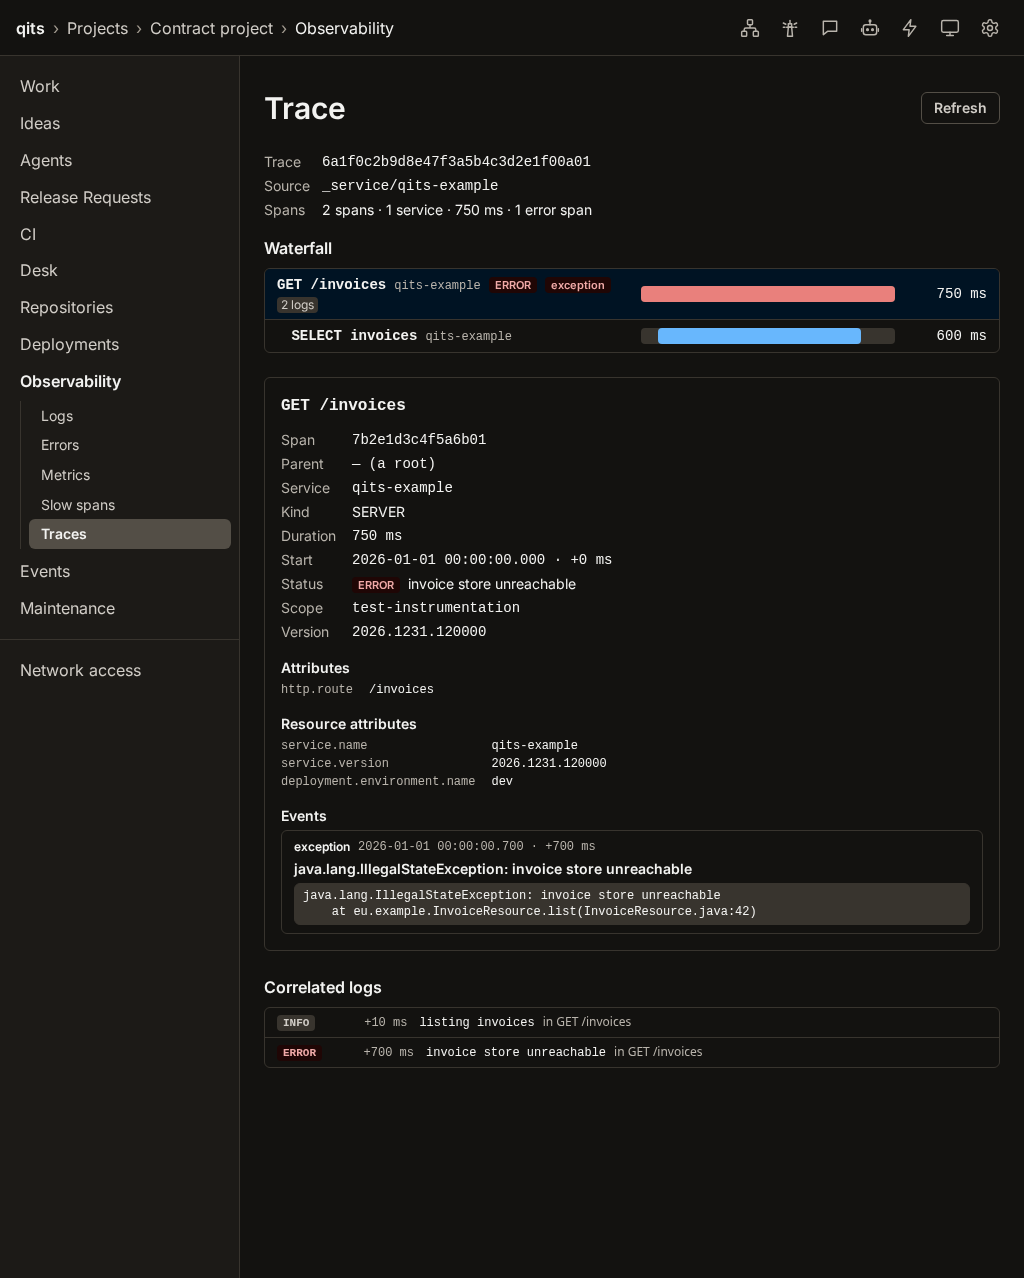 qits › Projects › Contract project › Observability
Work
Ideas
Agents
Release Requests
CI
Desk
Repositories
Deployments
Observability
Logs
Errors
Metrics
Slow spans
Traces
Events
Maintenance
Network access
Trace
Refresh
Trace 6a1f0c2b9d8e47f3a5b4c3d2e1f00a01
Source _service/qits-example
Spans 2 spans · 1 service · 750 ms · 1 error span
Waterfall
GET /invoices qits-example ERROR exception
2 logs
750 ms
SELECT invoices qits-example
600 ms
GET /invoices
Span 7b2e1d3c4f5a6b01
Parent — (a root)
Service qits-example
Kind SERVER
Duration 750 ms
Start 2026-01-01 00:00:00.000 · +0 ms
Status ERROR invoice store unreachable
Scope test-instrumentation
Version 2026.1231.120000
Attributes
http.route /invoices
Resource attributes
service.name qits-example
service.version 2026.1231.120000
deployment.environment.name dev
Events
exception 2026-01-01 00:00:00.700 · +700 ms
java.lang.IllegalStateException: invoice store unreachable
java.lang.IllegalStateException: invoice store unreachable
at eu.example.InvoiceResource.list(InvoiceResource.java:42)
Correlated logs
INFO +10 ms listing invoices in GET /invoices
ERROR +700 ms invoice store unreachable in GET /invoices